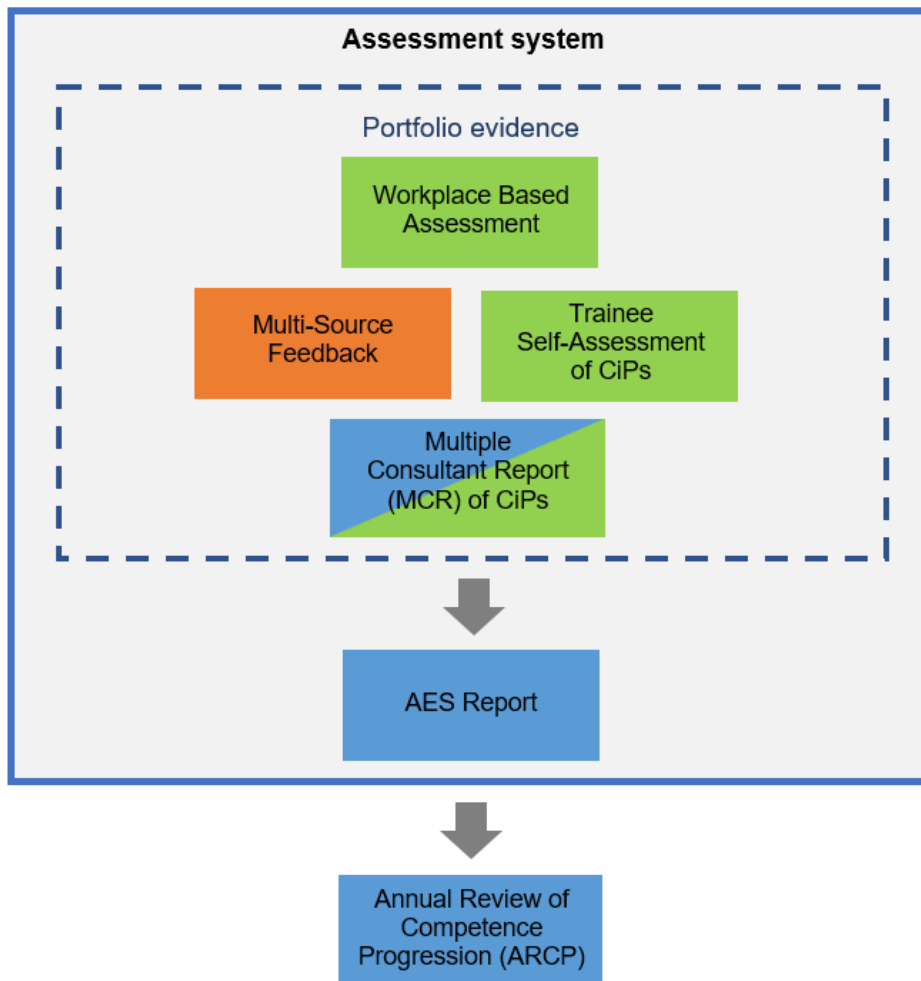 Assessment system
Portfolio evidence
Workplace Based
Assessment
Multi-Source
Feedback
Trainee
Self-Assessment
of CiPs
Multiple
Consultant Report
(MCR) of CiPs
AES Report
Annual Review of
Competence
Progression (ARCP)